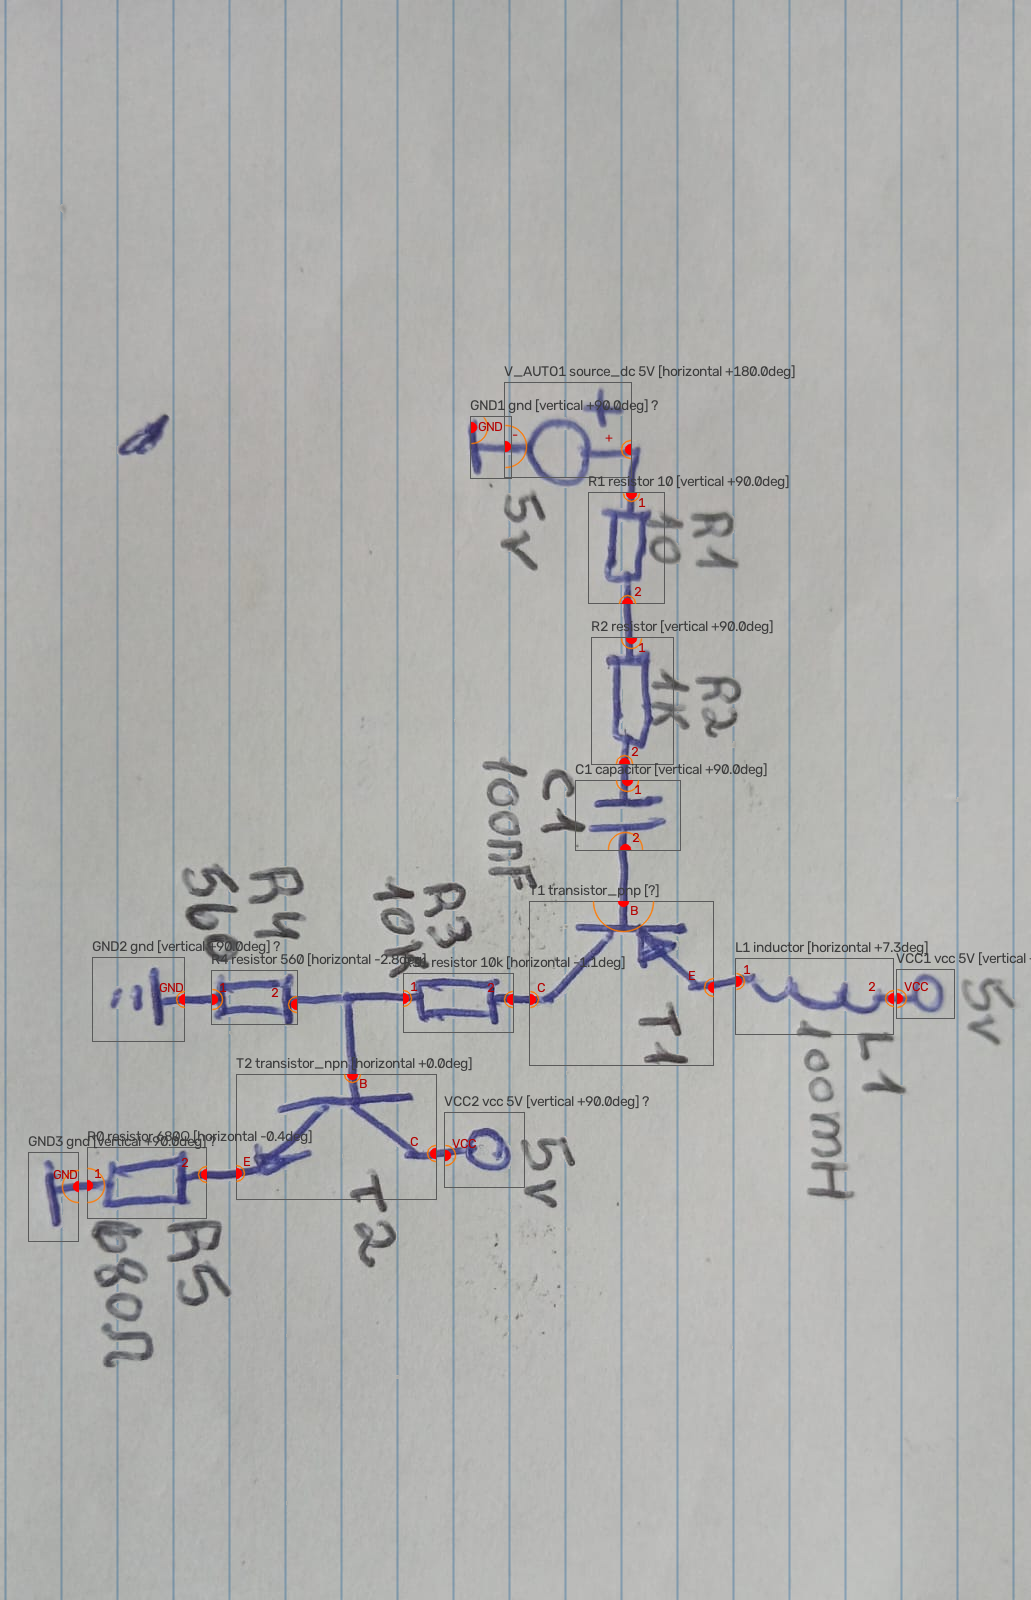 V_AUTO1 source_dc 5V [horizontal +180.0deg]
GND1 gnd [vertical +90.0deg] ?
GND
-
+
+
5v
R1 resistor 10 [vertical +90.0deg]
1
R1
10
2
R2 resistor [vertical +90.0deg]
1
R2
1K
2
C1 capacitor [vertical +90.0deg]
1
C1
100nF
2
T1 transistor_pnp [?]
B
R4
560
R3
10k
GND2 gnd [vertical +90.0deg] ?
R4 resistor 560 [horizontal -2.8deg]
resistor 10k [horizontal -1.1deg]
L1 inductor [horizontal +7.3deg]
VCC1 vcc 5V [vertical
GND
2
1
C
E
1
2
VCC
5v
T1
L1
100mH
T2 transistor_npn [horizontal +0.0deg]
B
VCC2 vcc 5V [vertical +90.0deg] ?
R0 resistor 680Ω [horizontal -0.4deg]
GND3 gnd [vertical +90.0deg] ?
GND
1
2
E
C
VCC
5v
T2
R5
680Ω